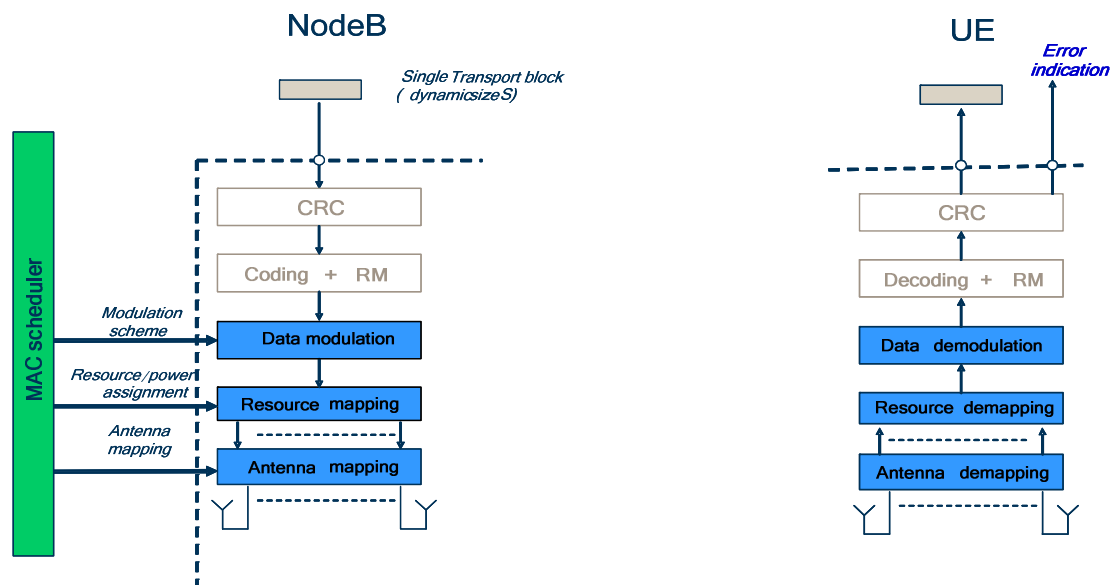 NodeB
UE
Error
indication
Single Transport block
( dynamicsizeS)
CRC
CRC
Coding + RM
Decoding + RM
MAC scheduler
Modulation
scheme
Data modulation
Data demodulation
Resource/power
assignment
Resource mapping
Resource demapping
Antenna
mapping
Antenna mapping
Antenna demapping